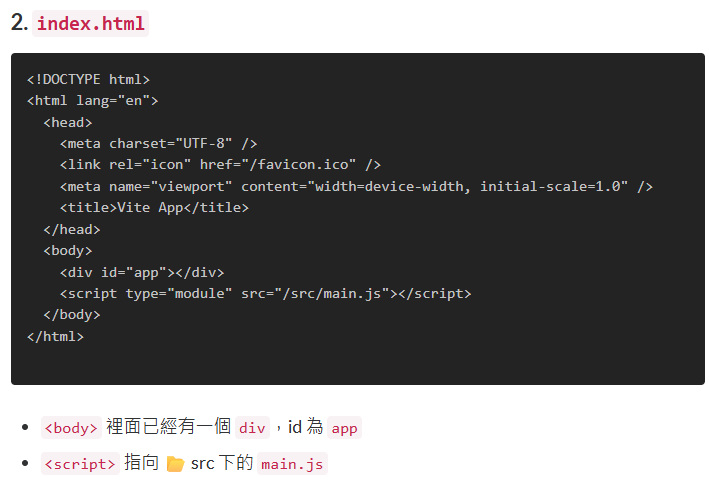 2. index.html
<!DOCTYPE html>
<html lang="en">
  <head>
    <meta charset="UTF-8" />
    <link rel="icon" href="/favicon.ico" />
    <meta name="viewport" content="width=device-width, initial-scale=1.0" />
    <title>Vite App</title>
  </head>
  <body>
    <div id="app"></div>
    <script type="module" src="/src/main.js"></script>
  </body>
</html>
• <body> 裡面已經有一個 div，id 為 app
• <script> 指向 📂 src 下的 main.js